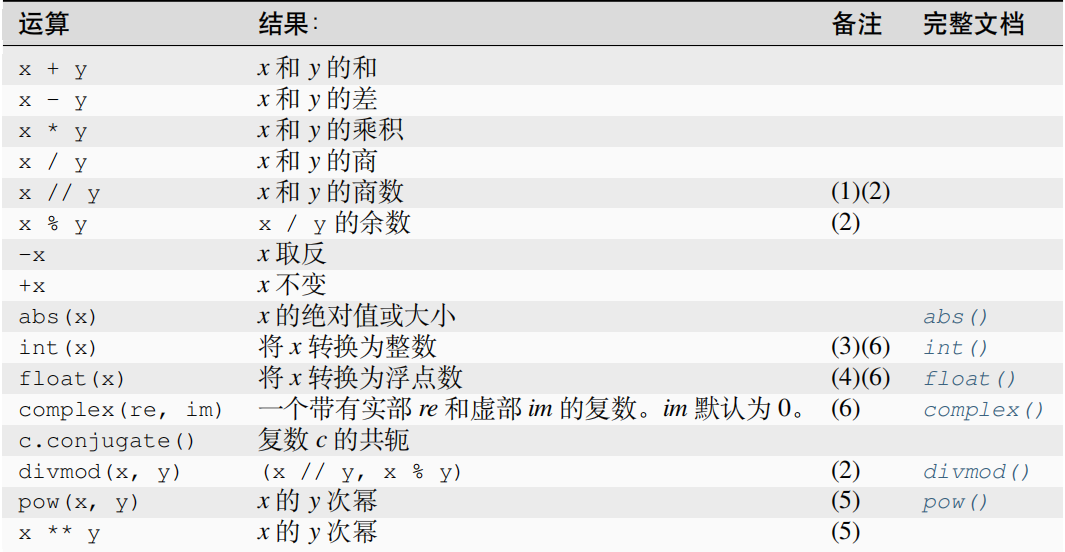 运算 结果： 备注 完整文档
x + y x 和 y 的和
x - y x 和 y 的差
x * y x 和 y 的乘积
x / y x 和 y 的商
x // y x 和 y 的商数 (1)(2)
x % y x / y 的余数 (2)
-x x 取反
+x x 不变
abs(x) x 的绝对值或大小 abs()
int(x) 将 x 转换为整数 (3)(6) int()
float(x) 将 x 转换为浮点数 (4)(6) float()
complex(re, im) 一个带有实部 re 和虚部 im 的复数。im 默认为 0。 (6) complex()
c.conjugate() 复数 c 的共轭
divmod(x, y) (x // y, x % y) (2) divmod()
pow(x, y) x 的 y 次幂 (5) pow()
x ** y x 的 y 次幂 (5)